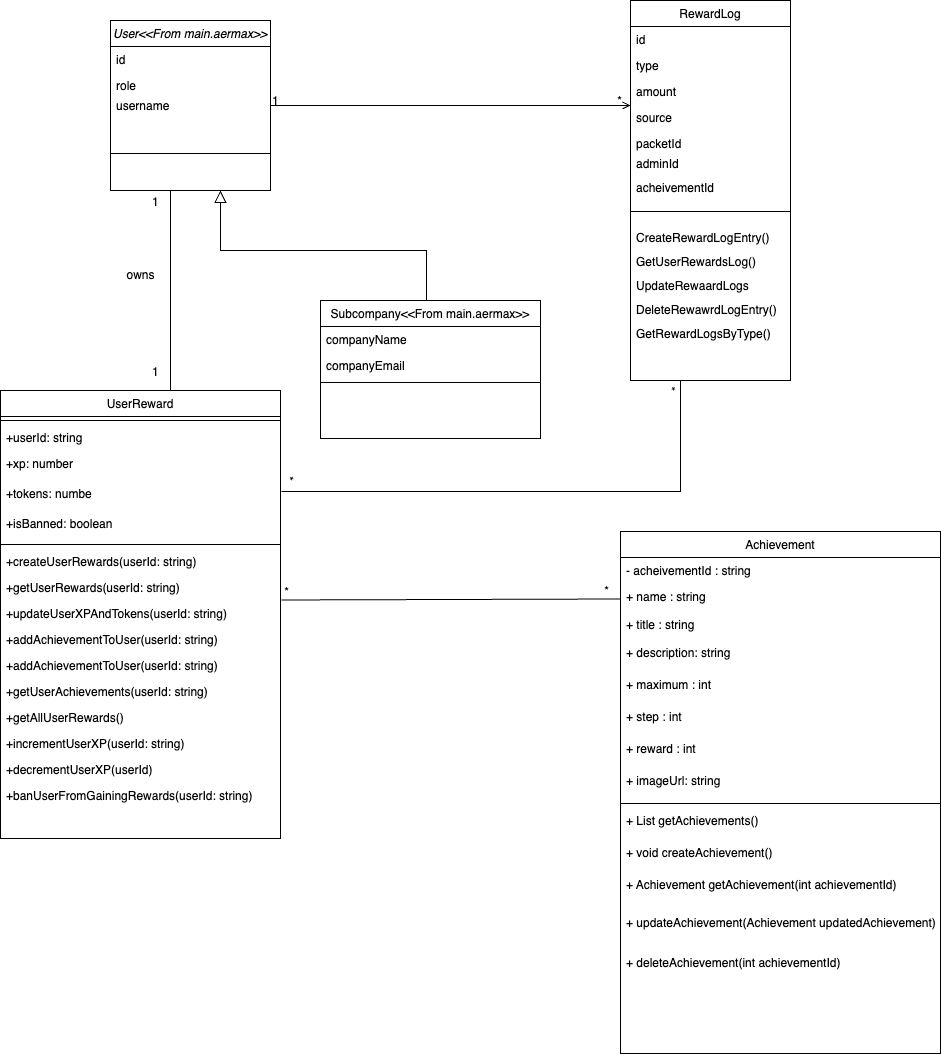 User<<From main.aermax>>
id
role
username
1
*
RewardLog
id
type
amount
source
packetId
adminId
acheivementId
CreateRewardLogEntry()
GetUserRewardsLog()
UpdateRewaardLogs
DeleteRewawrdLogEntry()
GetRewardLogsByType()
*
1
owns
1
Subcompany<<From main.aermax>>
companyName
companyEmail
UserReward
+userId: string
+xp: number
+tokens: numbe
+isBanned: boolean
+createUserRewards(userId: string)
+getUserRewards(userId: string)
+updateUserXPAndTokens(userId: string)
+addAchievementToUser(userId: string)
+addAchievementToUser(userId: string)
+getUserAchievements(userId: string)
+getAllUserRewards()
+incrementUserXP(userId: string)
+decrementUserXP(userId)
+banUserFromGainingRewards(userId: string)
*
*
*
Achievement
- acheivementId : string
+ name : string
+ title : string
+ description: string
+ maximum : int
+ step : int
+ reward : int
+ imageUrl: string
+ List getAchievements()
+ void createAchievement()
+ Achievement getAchievement(int achievementId)
+ updateAchievement(Achievement updatedAchievement)
+ deleteAchievement(int achievementId)